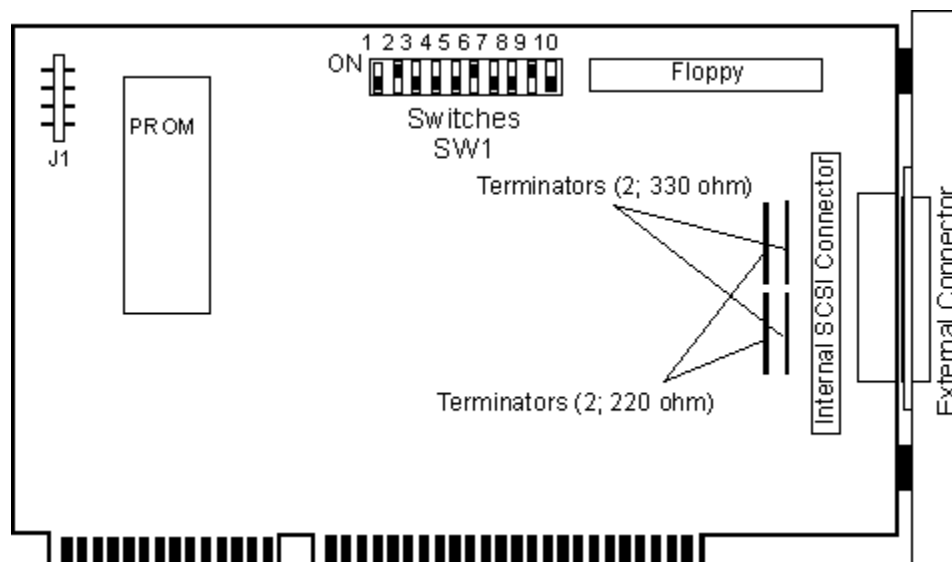 1 2 3 4 5 6 7 8 9 10
ON
Floppy
Switches
SW1
PROM
J1
Terminators (2; 330 ohm)
Internal SCSI Connector
External Connector
Terminators (2; 220 ohm)